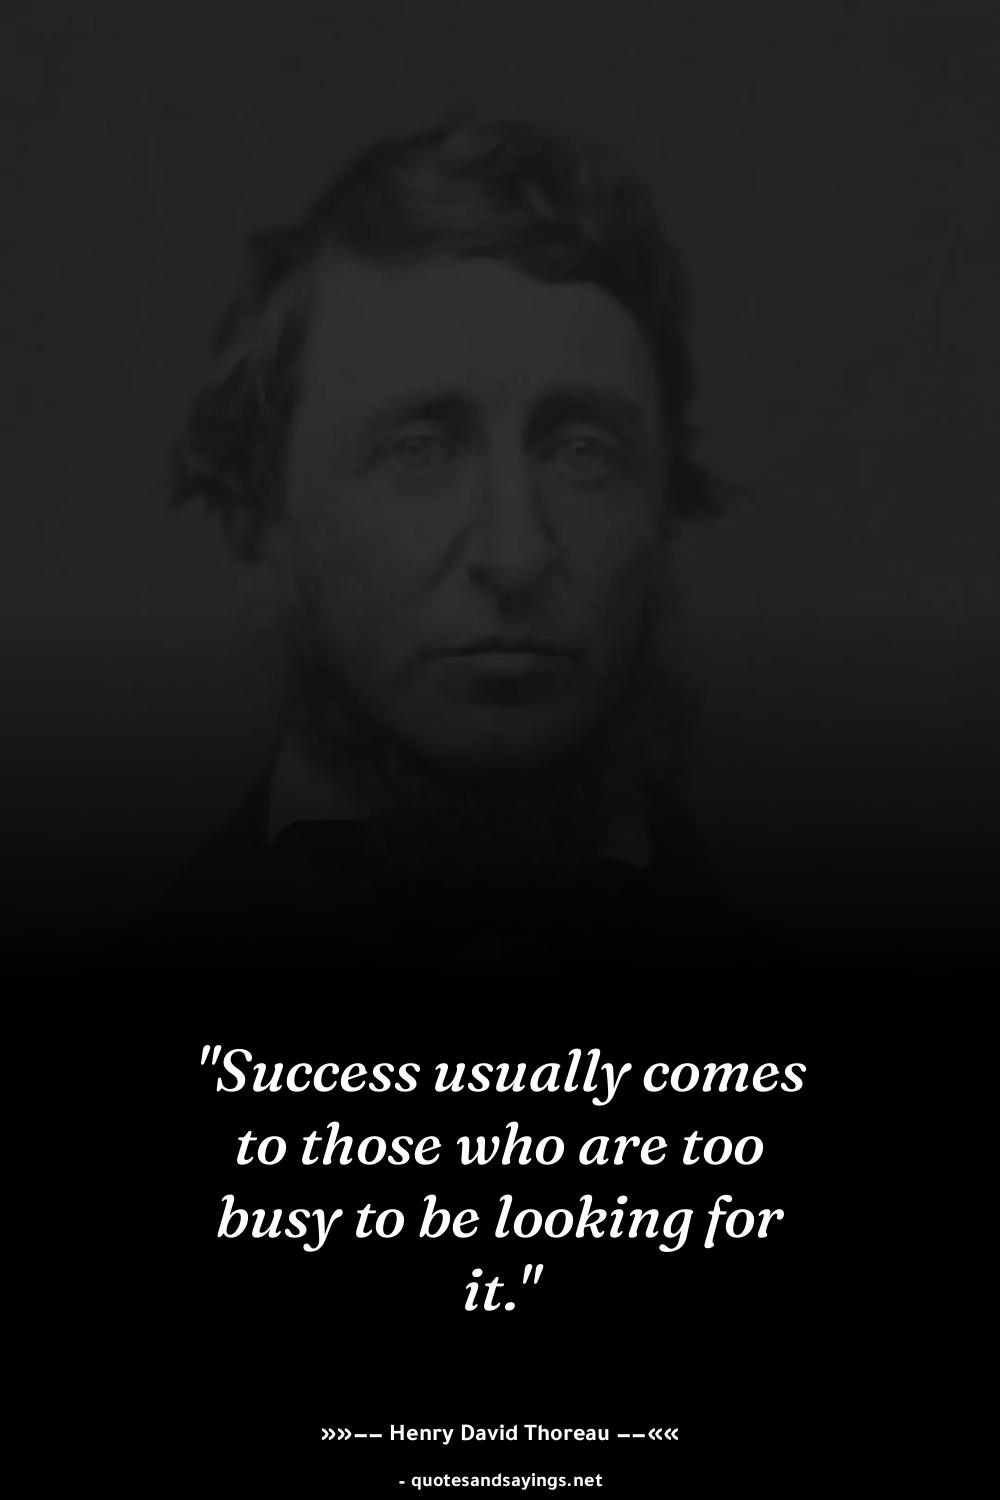 "Success usually comes
to those who are too
busy to be looking for
it."
»»−− Henry David Thoreau −−««
- quotesandsayings.net